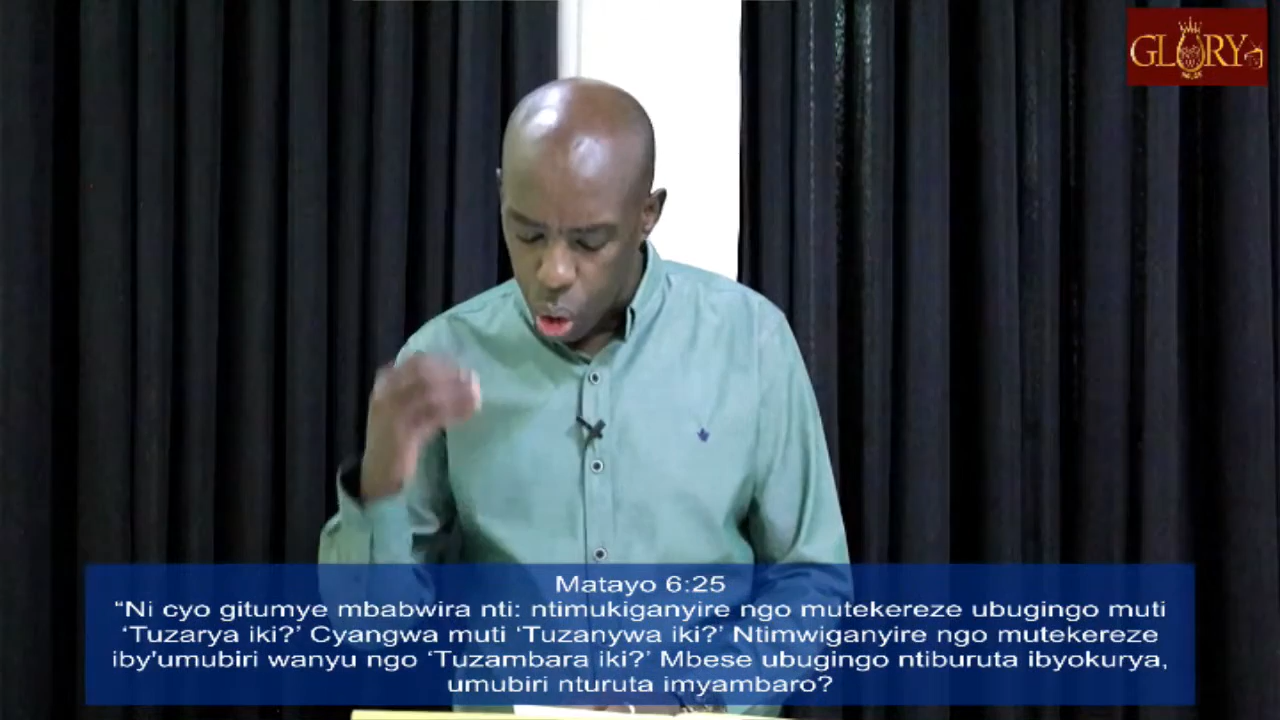 GLORY
Matayo 6:25
“Ni cyo gitumye mbabwira nti: ntimukiganyire ngo mutekereze ubugingo muti
‘Tuzarya iki?’ Cyangwa muti ‘Tuzanywa iki?’ Ntimwiganyire ngo mutekereze
iby'umubiri wanyu ngo ‘Tuzambara iki?’ Mbese ubugingo ntiburuta ibyokurya,
umubiri nturuta imyambaro?